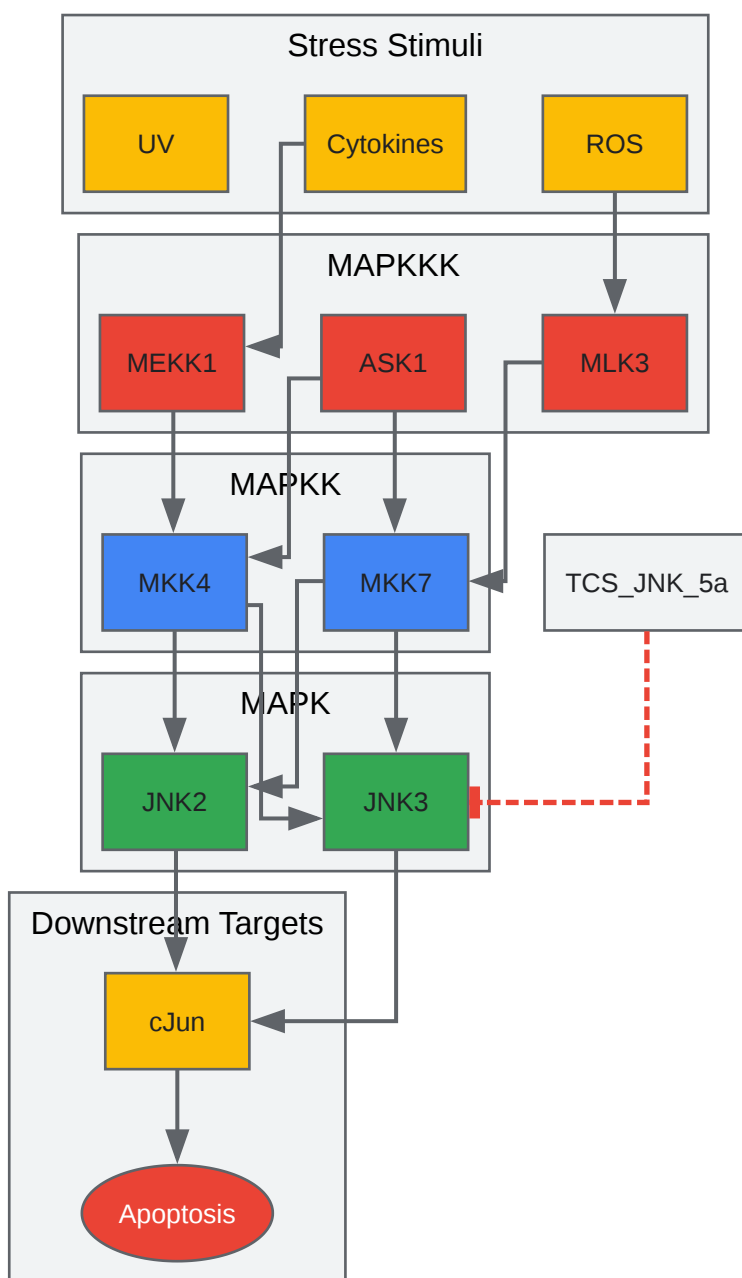 Stress Stimuli
UV
Cytokines
ROS
MAPKKK
MEKK1
ASK1
MLK3
MAPKK
MKK4
MKK7
TCS_JNK_5a
MAPK
JNK2
JNK3
Downstream Targets
cJun
Apoptosis